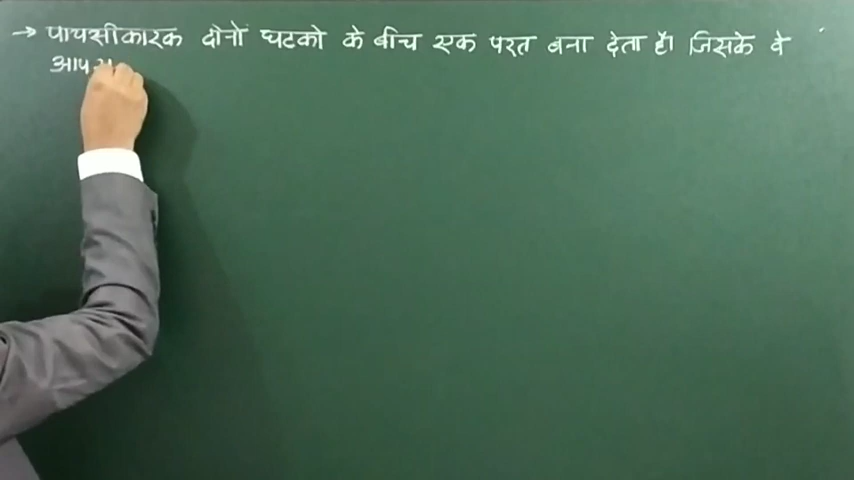 → पायसीकारक दोनों घटको के बीच एक परत बना देता है। जिसके वे